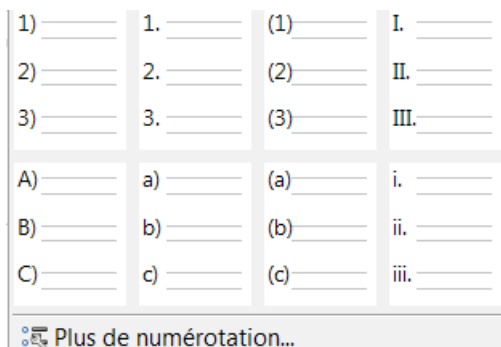 1) 1. (1) I.
2) 2. (2) II.
3) 3. (3) III.
A) a) (a) i.
B) b) (b) ii.
C) c) (c) iii.
Plus de numérotation...